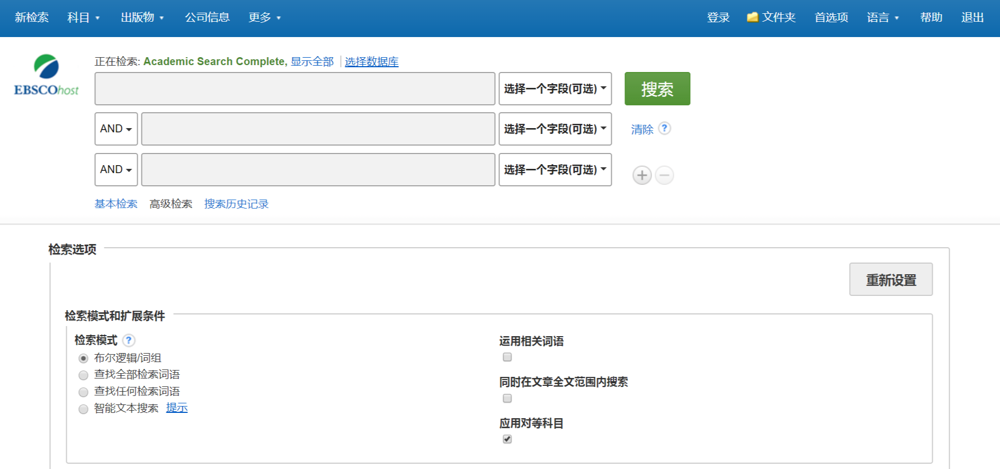 新检索 科目 出版物 公司信息 更多 登录 文件夹 首选项 语言 帮助 退出
正在检索: Academic Search Complete, 显示全部 | 选择数据库
EBSCOhost
选择一个字段(可选) 搜索
AND 选择一个字段(可选) 清除 ?
AND 选择一个字段(可选)
基本检索 高级检索 搜索历史记录
检索选项
重新设置
检索模式和扩展条件
检索模式 ?
布尔逻辑/词组
查找全部检索词语
查找任何检索词语
智能文本搜索 提示
运用相关词语
同时在文章全文范围内搜索
应用对等科目